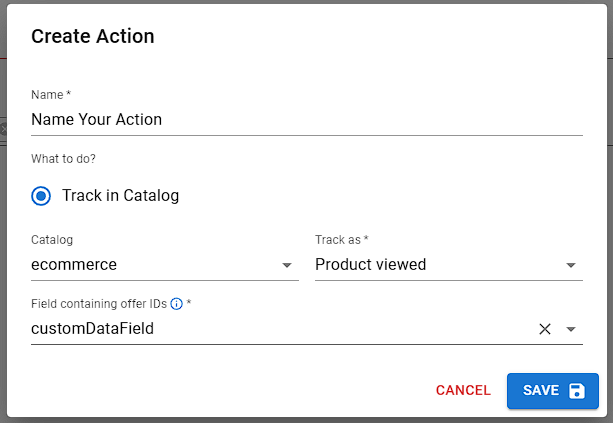 Create Action
Name *
Name Your Action
What to do?
Track in Catalog
Catalog
Track as *
ecommerce
Product viewed
Field containing offer IDs *
customDataField
CANCEL
SAVE